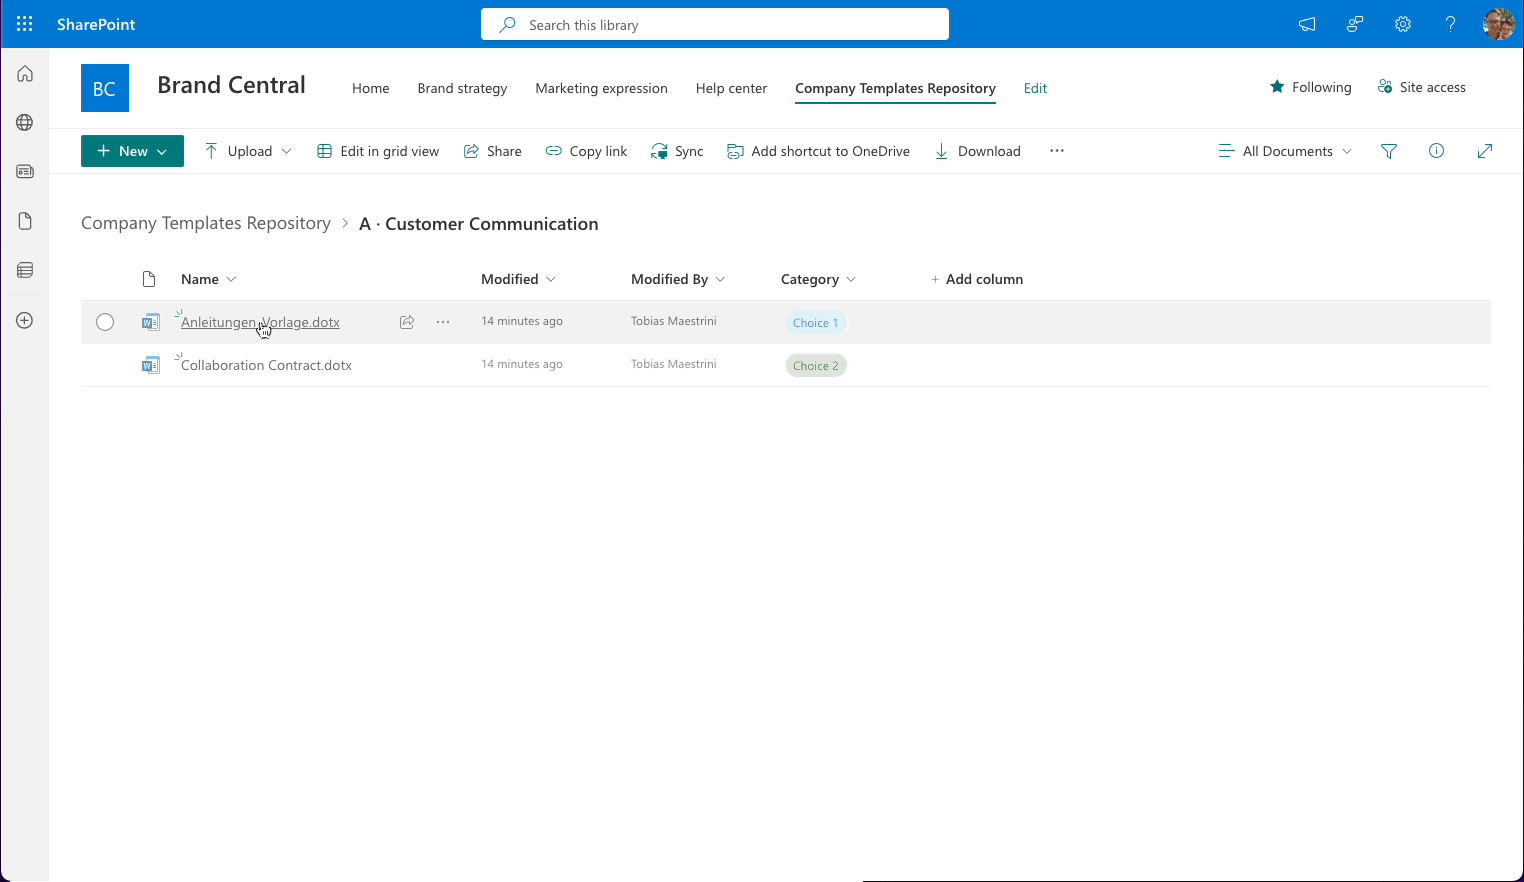 SharePoint
Search this library
?
BC
Brand Central
Home Brand strategy Marketing expression Help center Company Templates Repository Edit
Following Site access
+ New Upload Edit in grid view Share Copy link Sync Add shortcut to OneDrive Download ···
All Documents
Company Templates Repository > A · Customer Communication
Name Modified Modified By Category + Add column
Anleitungen Vorlage.dotx ··· 14 minutes ago Tobias Maestrini Choice 1
Collaboration Contract.dotx 14 minutes ago Tobias Maestrini Choice 2